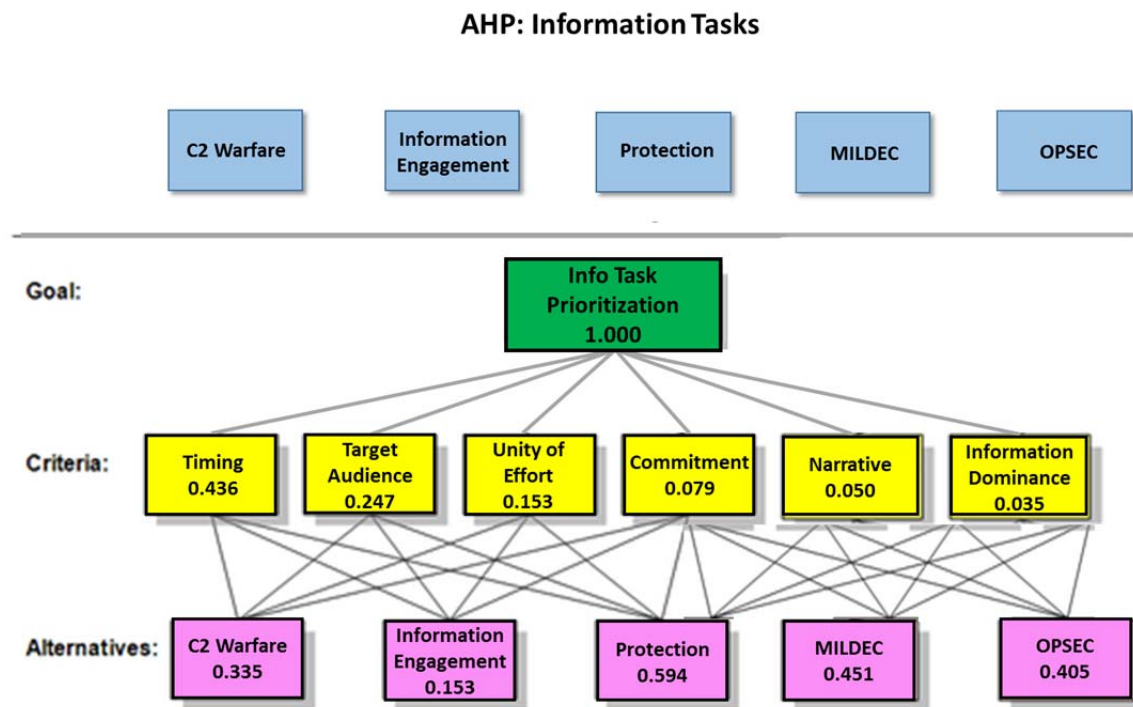 AHP: Information Tasks
C2 Warfare
Information
Engagement
Protection
MILDEC
OPSEC
Goal:
Info Task
Prioritization
1.000
Criteria:
Timing
0.436
Target
Audience
0.247
Unity of
Effort
0.153
Commitment
0.079
Narrative
0.050
Information
Dominance
0.035
Alternatives:
C2 Warfare
0.335
Information
Engagement
0.153
Protection
0.594
MILDEC
0.451
OPSEC
0.405